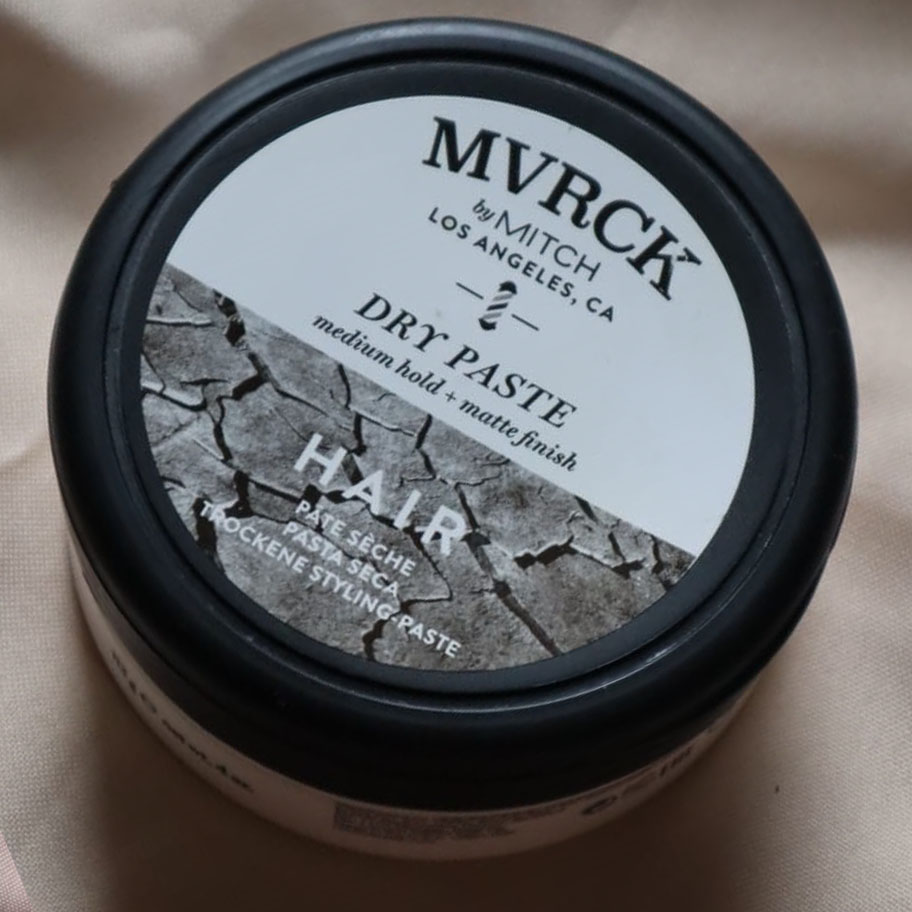 MVRCK
by MITCH
LOS ANGELES, CA
DRY PASTE
medium hold + matte finish
HAIR
PÂTE SÈCHE
PASTA SECA
TROCKENE STYLING-PASTE